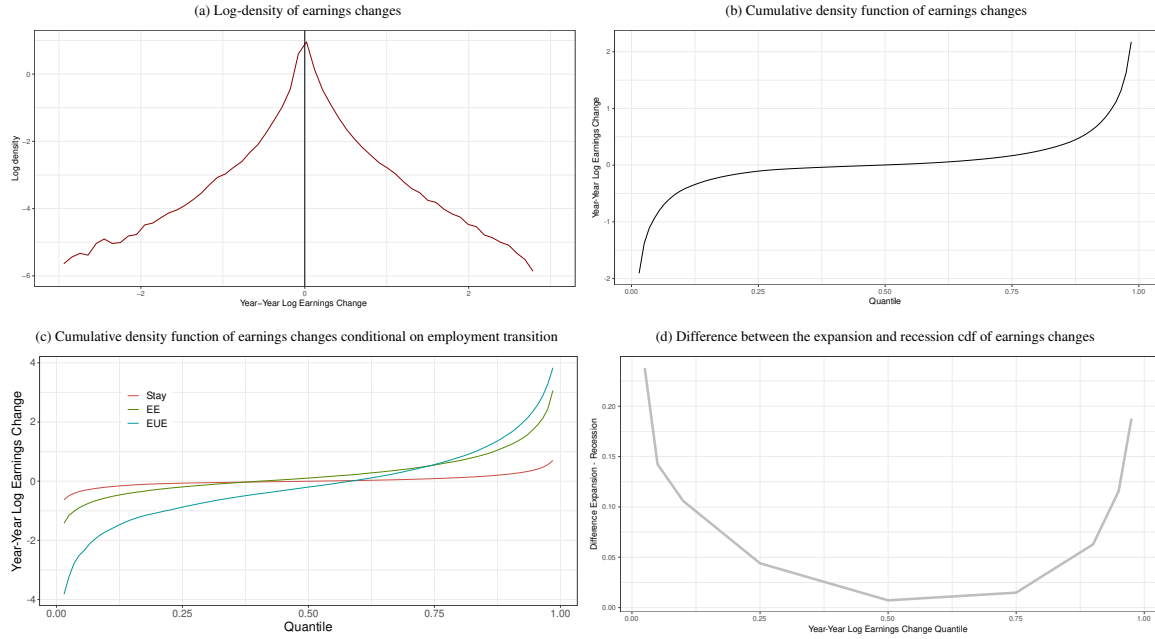 (a) Log-density of earnings changes
0
−2
−4
−6
Log density
−2
0
2
Year−Year Log Earnings Change
(b) Cumulative density function of earnings changes
2
1
0
-1
-2
Year-Year Log Earnings Change
0.00
0.25
0.50
0.75
1.00
Quantile
(c) Cumulative density function of earnings changes conditional on employment transition
4
2
0
-2
-4
Year-Year Log Earnings Change
Stay
EE
EUE
0.00
0.25
0.50
0.75
1.00
Quantile
(d) Difference between the expansion and recession cdf of earnings changes
0.20
0.15
0.10
0.05
0.00
Difference Expansion - Recession
0.00
0.25
0.50
0.75
1.00
Year-Year Log Earnings Change Quantile